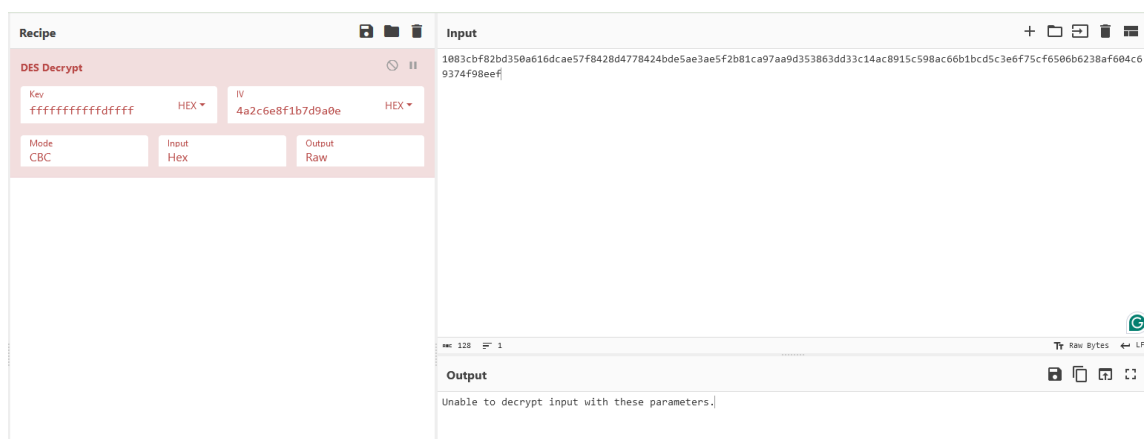 Recipe
DES Decrypt
Key
fffffffffffdffff
HEX
IV
4a2c6e8f1b7d9a0e
HEX
Mode
CBC
Input
Hex
Output
Raw
Input
1083cbf82bd350a616dcae57f8428d4778424bde5ae3ae5f2b81ca97aa9d353863dd33c14ac8915c598ac66b1bcd5c3e6f75cf6506b6238af604c6
9374f98eef
128
1
Raw Bytes
LF
Output
Unable to decrypt input with these parameters.